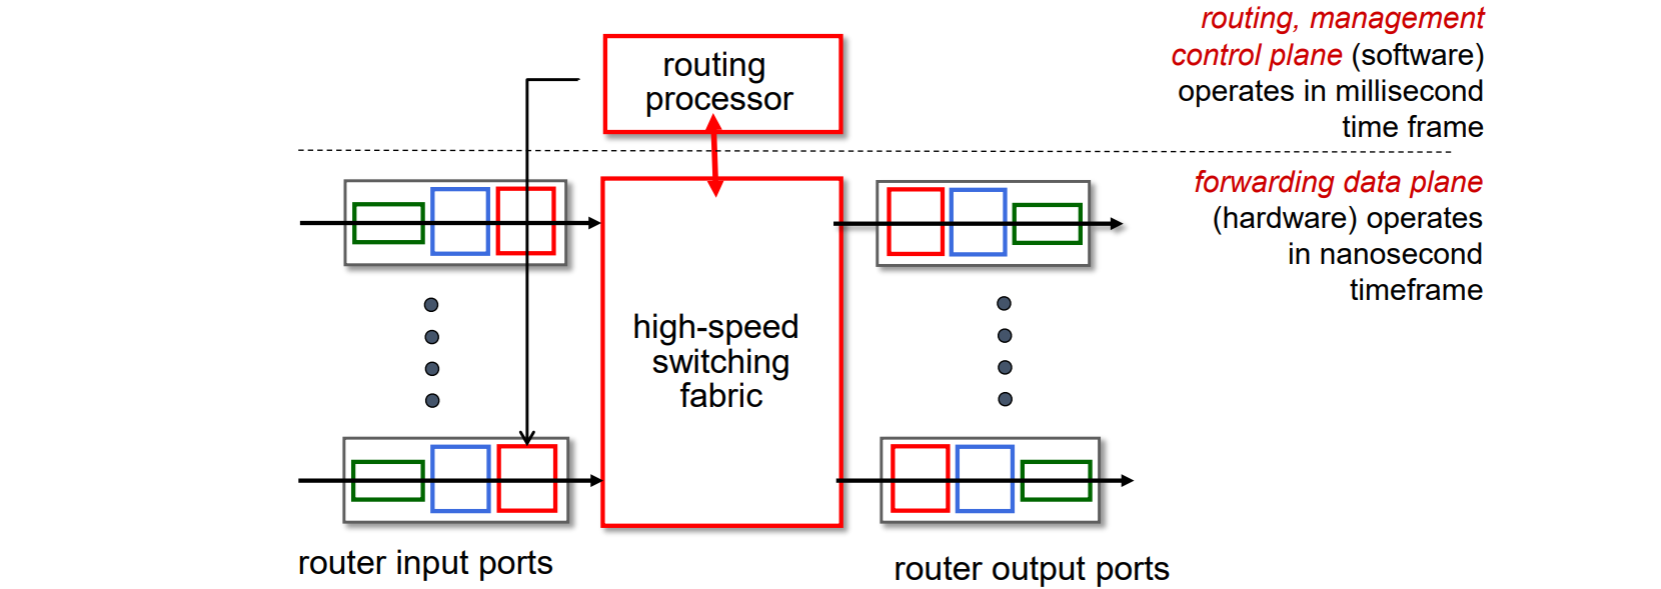 routing, management
control plane (software)
operates in millisecond
time frame
routing
processor
forwarding data plane
(hardware) operates
in nanosecond
timeframe
high-speed
switching
fabric
router input ports
router output ports